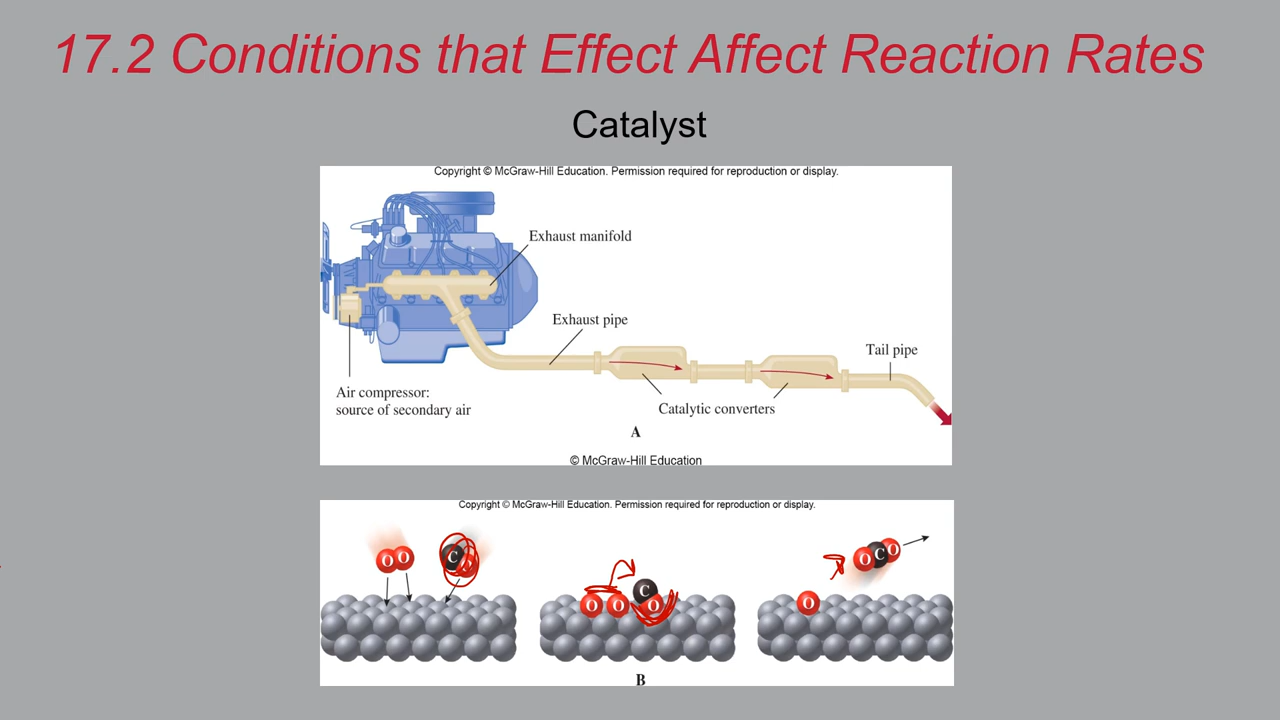 17.2 Conditions that Effect Affect Reaction Rates
Catalyst
Copyright © McGraw-Hill Education. Permission required for reproduction or display.
Exhaust manifold
Exhaust pipe
Tail pipe
Air compressor:
source of secondary air
Catalytic converters
A
© McGraw-Hill Education
Copyright © McGraw-Hill Education. Permission required for reproduction or display.
O O C
O O C O
O O C O
B